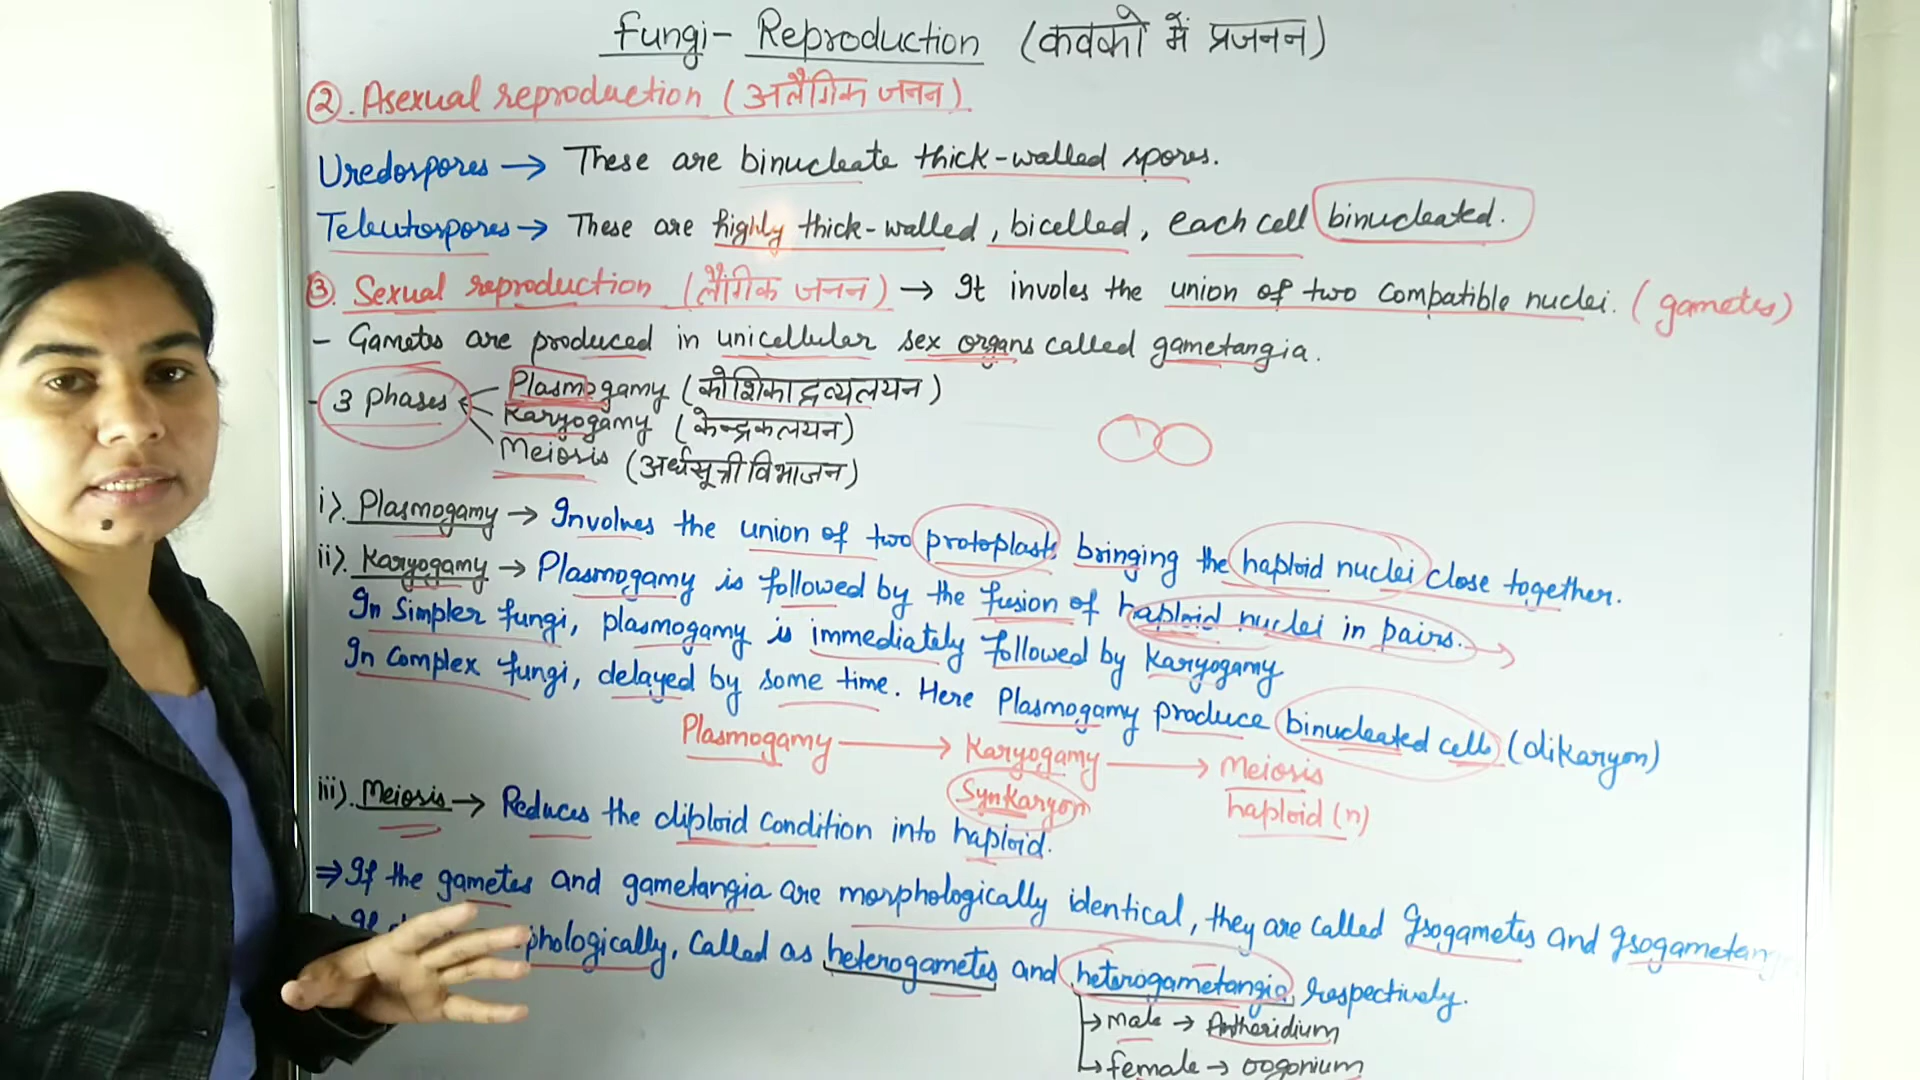 Fungi- Reproduction (कवको में प्रजनन)
②. Asexual reproduction (अलैंगिक जनन)
Uredospores → These are binucleate thick-walled spores.
Teleutospores → These are highly thick-walled, bicelled, each cell binucleated.
③. Sexual reproduction (लैंगिक जनन) → It involes the union of two compatible nuclei. (gametes)
- Gametes are produced in unicellular sex organs called gametangia.
- 3 Phases
Plasmogamy (कोशिकाद्रव्यलयन)
Karyogamy (केन्द्रकलयन)
Meiosis (अर्धसूत्रीविभाजन)
i). Plasmogamy → Involves the union of two protoplasts bringing the haploid nuclei close together.
ii). Karyogamy → Plasmogamy is followed by the fusion of haploid nuclei in pairs. →
In Simpler fungi, plasmogamy is immediately followed by Karyogamy
In Complex fungi, delayed by some time. Here Plasmogamy produce binucleated cells (dikaryon)
Plasmogamy → Karyogamy → Meiosis
Synkaryon haploid (n)
iii). Meiosis → Reduces the diploid condition into haploid.
⇒ If the gametes and gametangia are morphologically identical, they are called Isogametes and Isogametang
If phologically, Called as heterogametes and heterogametangia, respectively.
→ male → Antheridium
→ female → oogonium